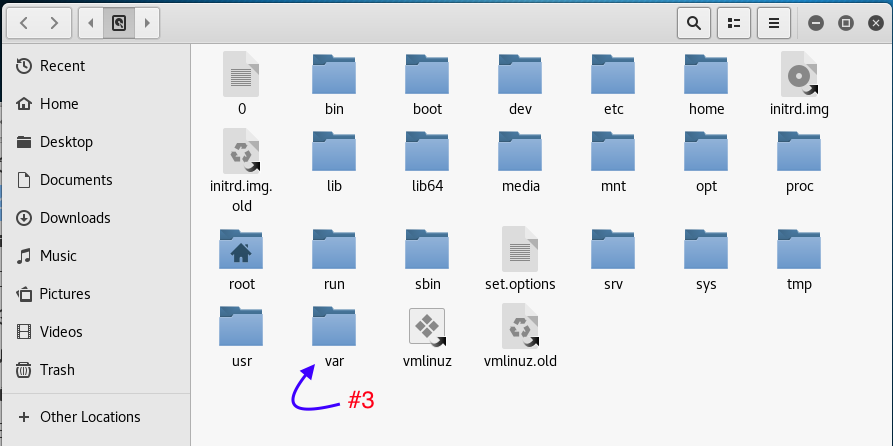 Recent
Home
Desktop
Documents
Downloads
Music
Pictures
Videos
Trash
Other Locations
0 bin boot dev etc home initrd.img
initrd.img. lib lib64 media mnt opt proc
old
root run sbin set.options srv sys tmp
usr var vmlinuz vmlinuz.old
#3